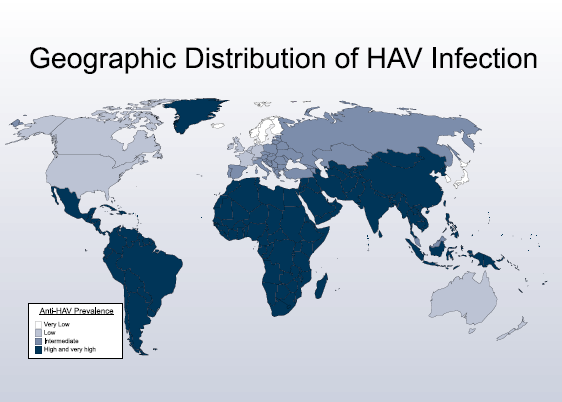 Geographic Distribution of HAV Infection
Anti-HAV Prevalence
Very Low
Low
Intermediate
High and very high